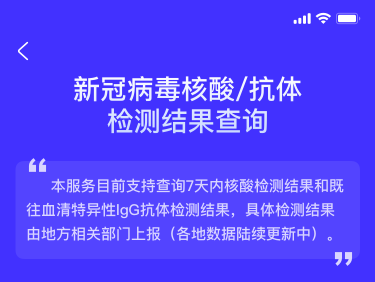 新冠病毒核酸/抗体
检测结果查询
“
本服务目前支持查询7天内核酸检测结果和既
往血清特异性IgG抗体检测结果，具体检测结果
由地方相关部门上报（各地数据陆续更新中）。
”